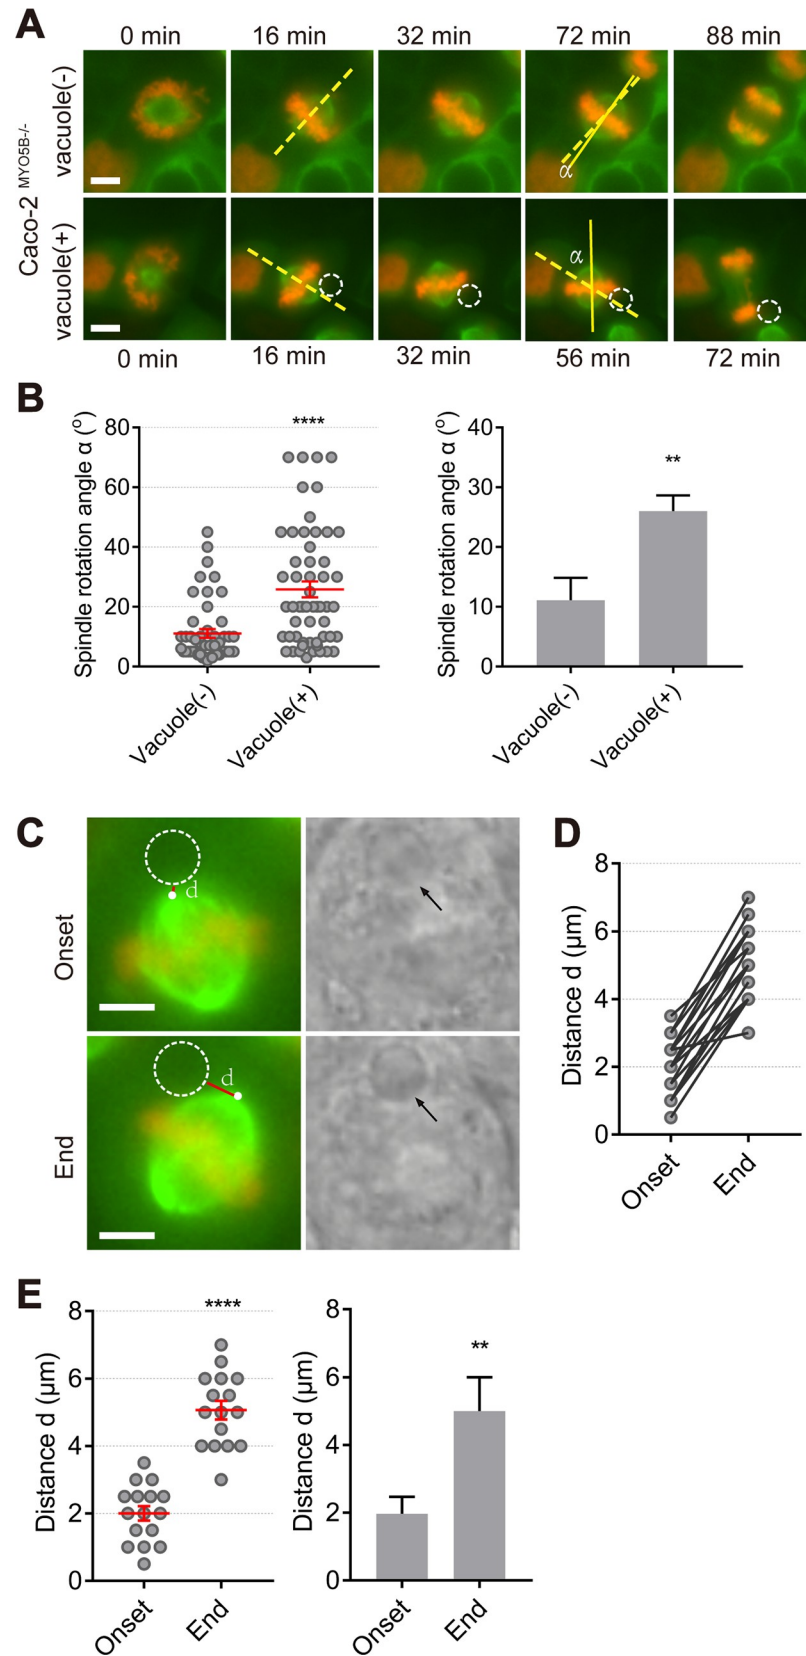 A
0 min 16 min 32 min 72 min 88 min
Caco-2 MYO5B-/-
vacuole(-)
α
vacuole(+)
α
0 min 16 min 32 min 56 min 72 min
B
Spindle rotation angle α (o)
80
60
40
20
0
****
Vacuole(-)
Vacuole(+)
Spindle rotation angle α (o)
40
30
20
10
0
**
Vacuole(-)
Vacuole(+)
C
Onset
d
End
d
D
Distance d (μm)
8
6
4
2
0
Onset
End
E
Distance d (μm)
8
6
4
2
0
****
Onset
End
Distance d (μm)
8
6
4
2
0
**
Onset
End